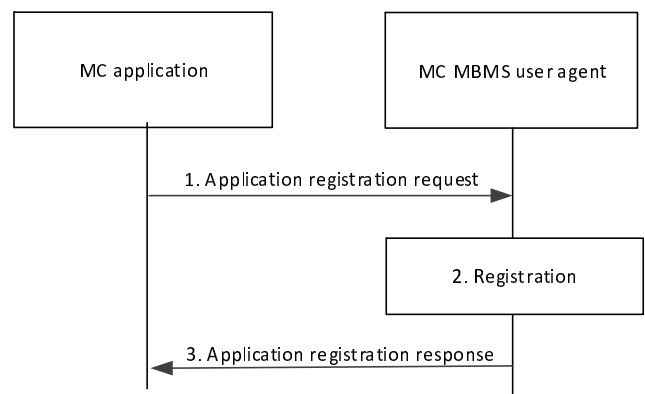 MC application
MC MBMS user agent
1. Application registration request
2. Registration
3. Application registration response